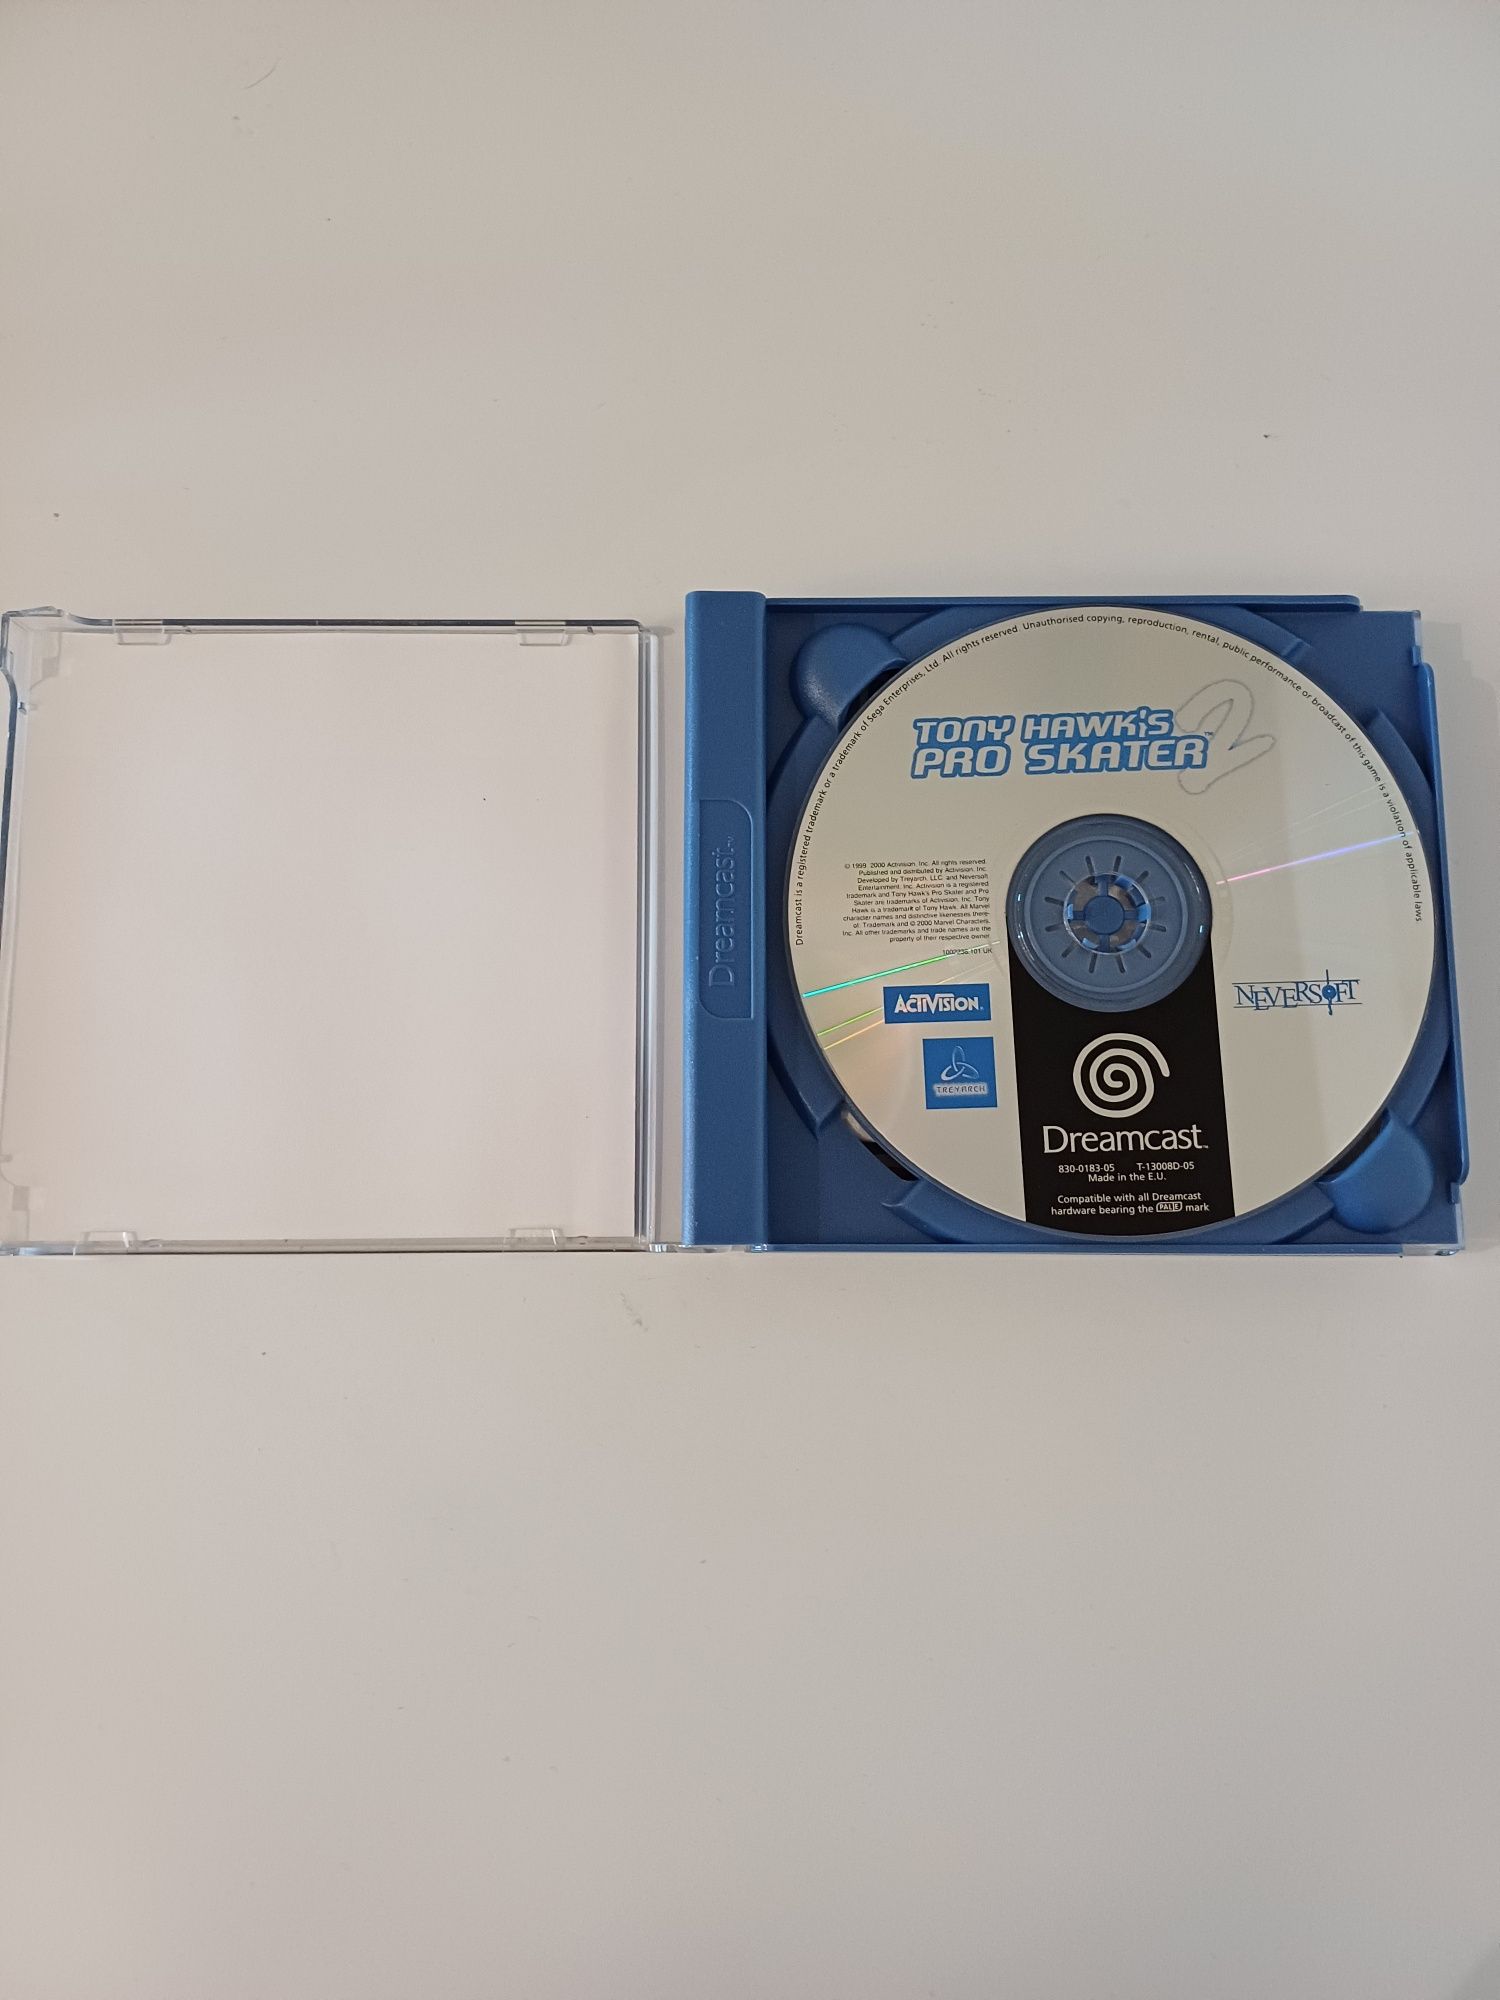 Dreamcast is a registered trademark or a trademark of Sega Enterprises, Ltd. All rights reserved. Unauthorised copying, reproduction, rental, public performance or broadcast of this game is a violation of applicable laws
TONY HAWK'S
PRO SKATER™ 2
© 1999, 2000 Activision, Inc. All rights reserved.
Published and distributed by Activision, Inc.
Developed by Treyarch, LLC. and Neversoft
Entertainment, Inc. Activision is a registered
trademark and Tony Hawk's Pro Skater and Pro
Skater are trademarks of Activision, Inc. Tony
Hawk is a trademark of Tony Hawk. All Marvel
character names and distinctive likenesses there-
of: Trademark and © 2000 Marvel Characters,
Inc. All other trademarks and trade names are the
property of their respective owner.
1002236.101.UK
Dreamcast™
ACTIVISION®
NEVERSOFT
TREYARCH
Dreamcast™
830-0183-05 T-13008D-05
Made in the E.U.
Compatible with all Dreamcast
hardware bearing the PAL/E mark